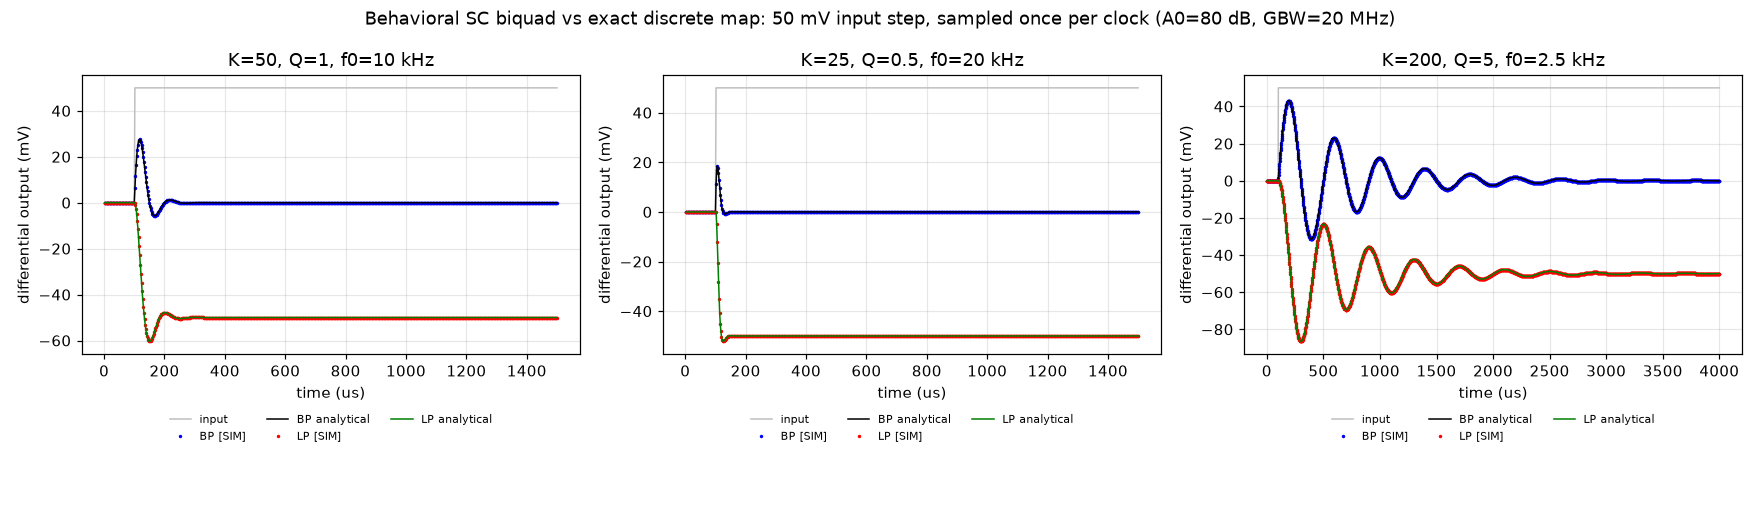 Behavioral SC biquad vs exact discrete map: 50 mV input step, sampled once per clock (A0=80 dB, GBW=20 MHz)
K=50, Q=1, f0=10 kHz
differential output (mV)
40
20
0
−20
−40
−60
0 200 400 600 800 1000 1200 1400
time (us)
input BP analytical LP analytical
BP [SIM] LP [SIM]
K=25, Q=0.5, f0=20 kHz
differential output (mV)
40
20
0
−20
−40
0 200 400 600 800 1000 1200 1400
time (us)
input BP analytical LP analytical
BP [SIM] LP [SIM]
K=200, Q=5, f0=2.5 kHz
differential output (mV)
40
20
0
−20
−40
−60
−80
0 500 1000 1500 2000 2500 3000 3500 4000
time (us)
input BP analytical LP analytical
BP [SIM] LP [SIM]